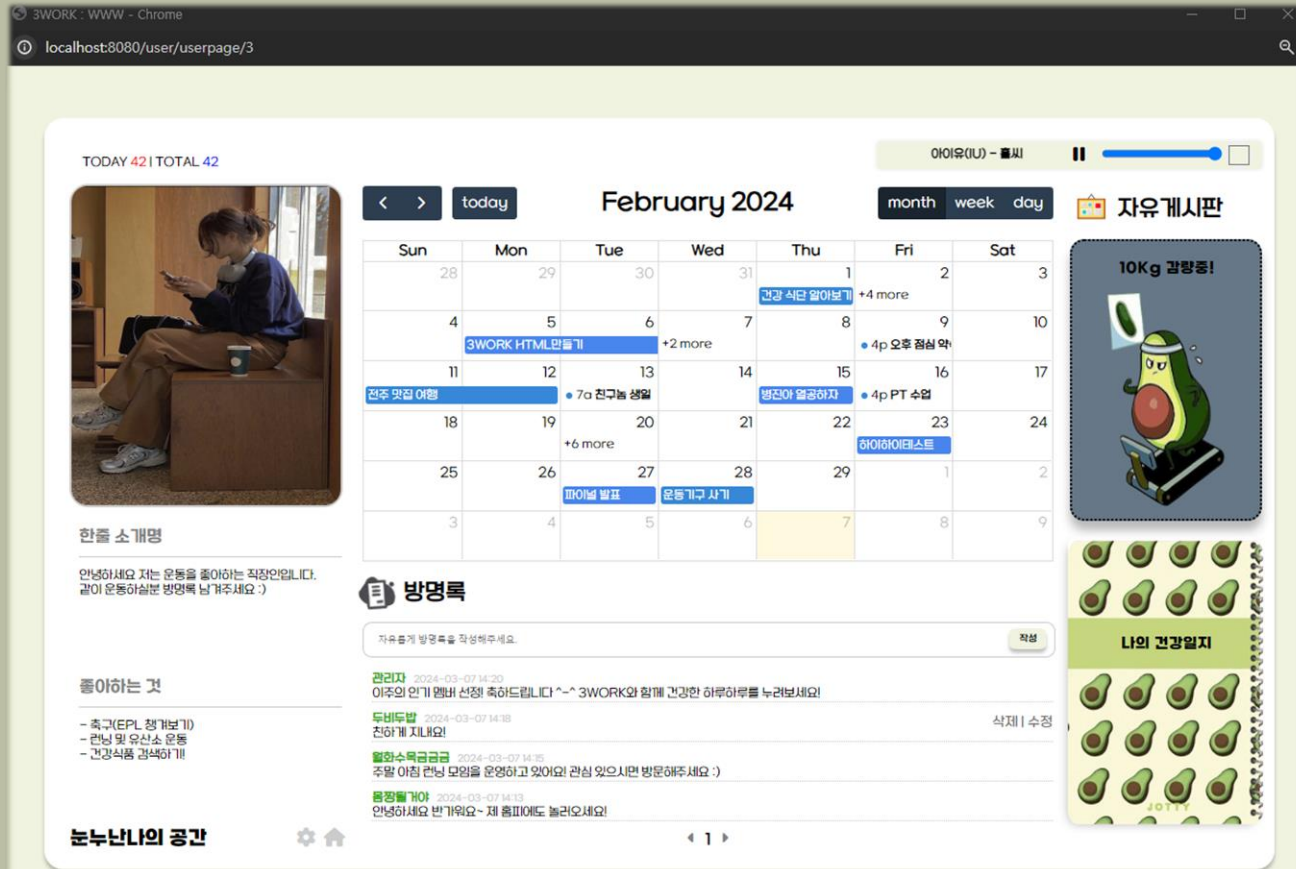 3WORK : WWW - Chrome
localhost:8080/user/userpage/3
TODAY 42 | TOTAL 42
아이유(IU) - 홀씨
today
February 2024
month week day
자유게시판
Sun Mon Tue Wed Thu Fri Sat
28 29 30 31 1 2 3
건강 식단 알아보기 +4 more
4 5 6 7 8 9 10
3WORK HTML만들기 +2 more 4p 오후 점심 약
11 12 13 14 15 16 17
전주 맛집 여행 7a 친구놈 생일 병진아 열공하자 4p PT 수업
18 19 20 21 22 23 24
+6 more 하이하이테스트
25 26 27 28 29 1 2
파이널 발표 운동기구 사기
3 4 5 6 7 8 9
10Kg 감량중!
한줄 소개명
안녕하세요 저는 운동을 좋아하는 직장인입니다.
같이 운동하실분 방명록 남겨주세요 :)
좋아하는 것
- 축구(EPL 챙겨보기)
- 런닝 및 유산소 운동
- 건강식품 검색하기!
눈누난나의 공간
방명록
자유롭게 방명록을 작성해주세요.
작성
관리자 2024-03-07 14:20
이주의 인기 멤버 선정! 축하드립니다 ^-^ 3WORK와 함께 건강한 하루하루를 누려보세요!
두비두밥 2024-03-07 14:18
친하게 지내요!
삭제 | 수정
월화수목금금금 2024-03-07 14:15
주말 아침 런닝 모임을 운영하고 있어요! 관심 있으시면 방문해주세요 :)
몸짱될거야 2024-03-07 14:13
안녕하세요 반가워요~ 제 홈피에도 놀러오세요!
1
나의 건강일지
JOTTY